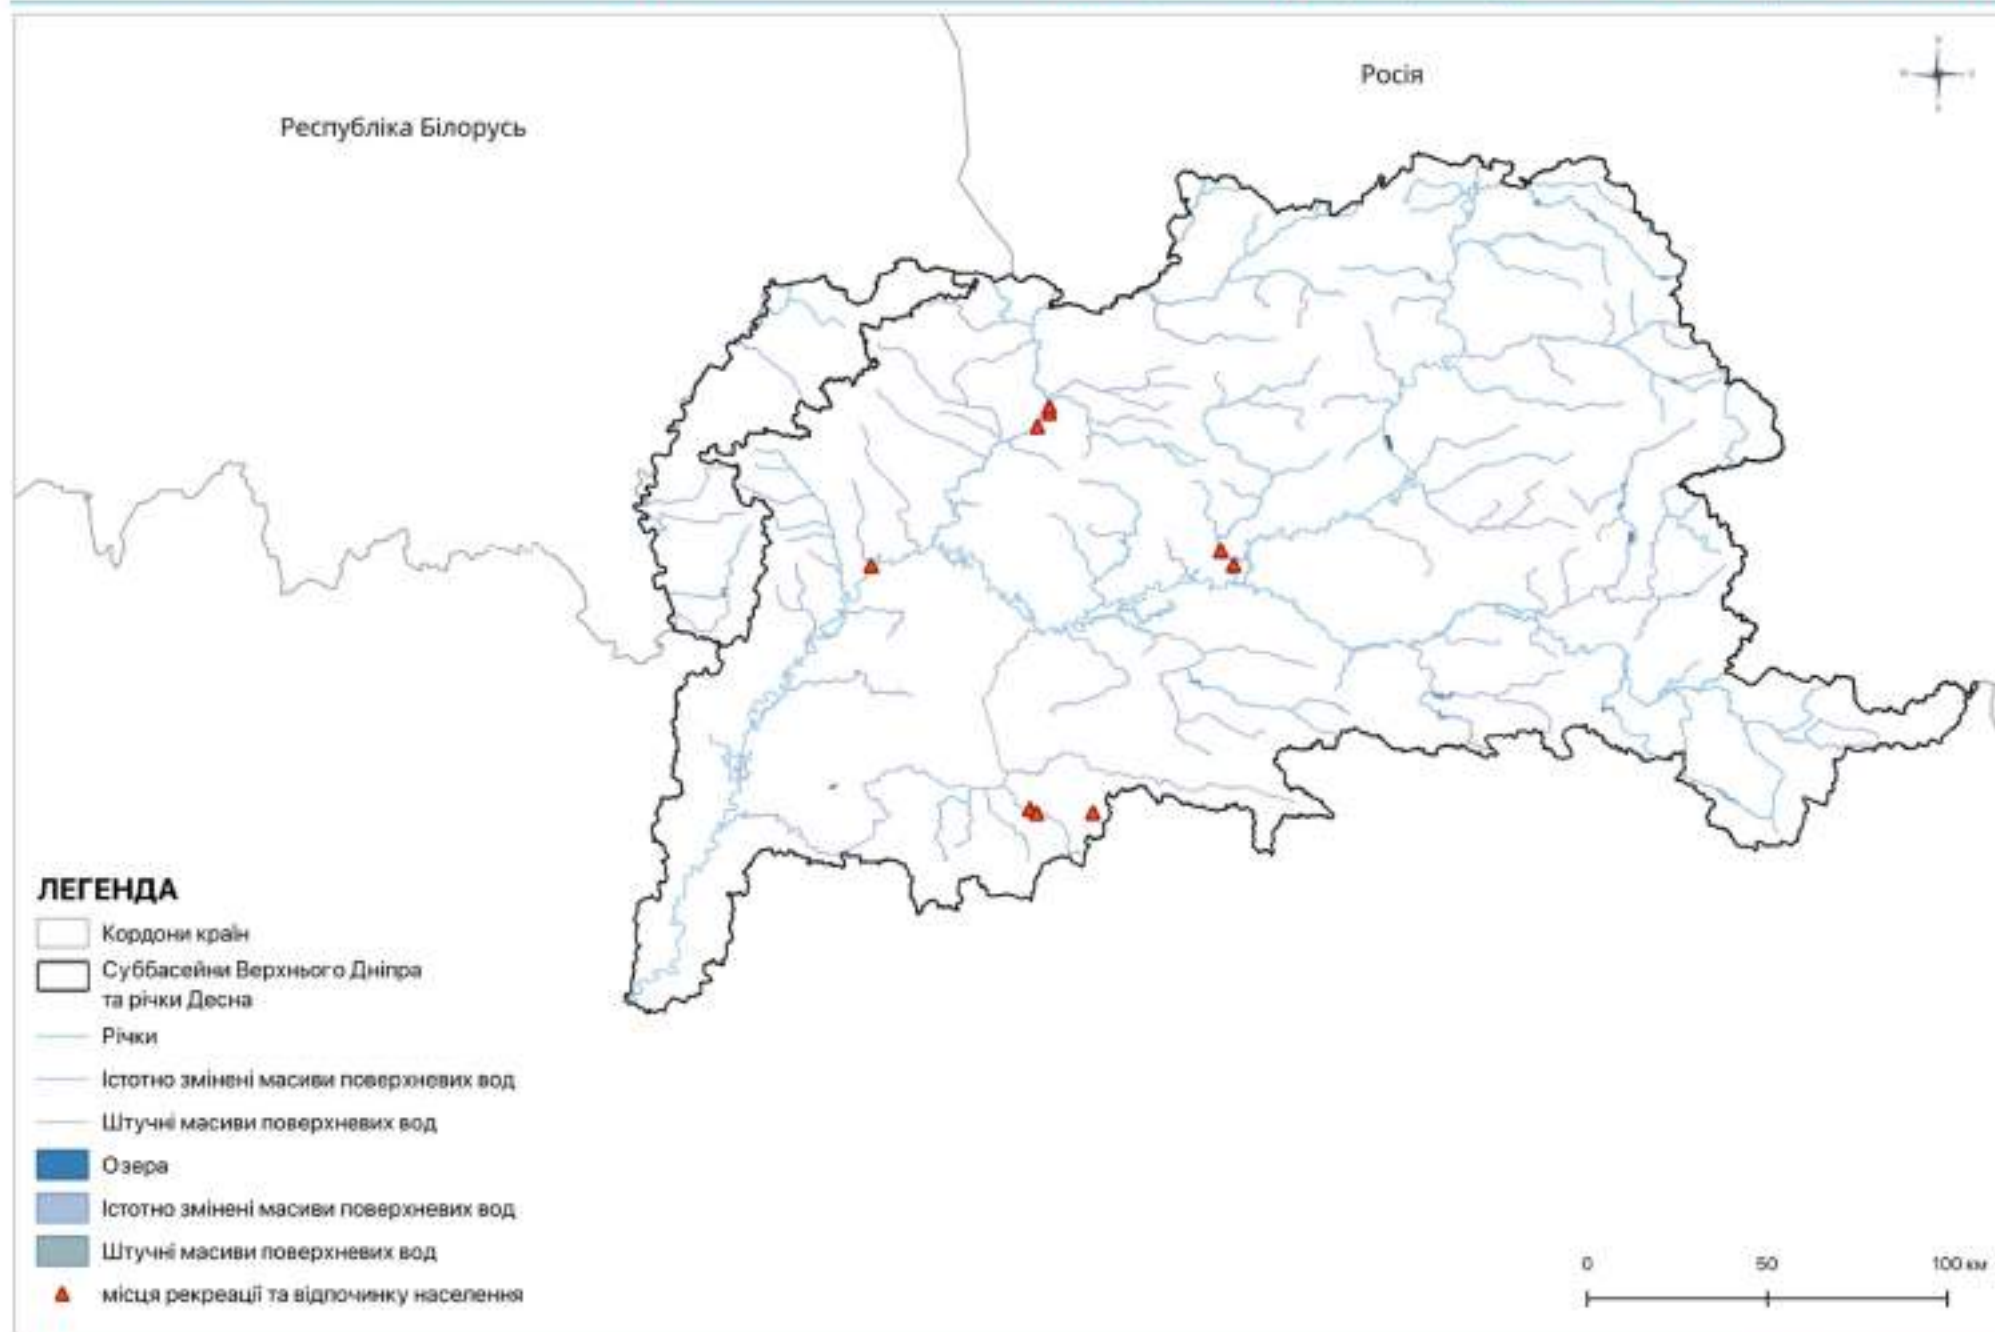 Росія
Республіка Білорусь
ЛЕГЕНДА
Кордони країн
Суббасейни Верхнього Дніпра
та річки Десна
Річки
Істотно змінені масиви поверхневих вод
Штучні масиви поверхневих вод
Озера
Істотно змінені масиви поверхневих вод
Штучні масиви поверхневих вод
місця рекреації та відпочинку населення
0 50 100 км